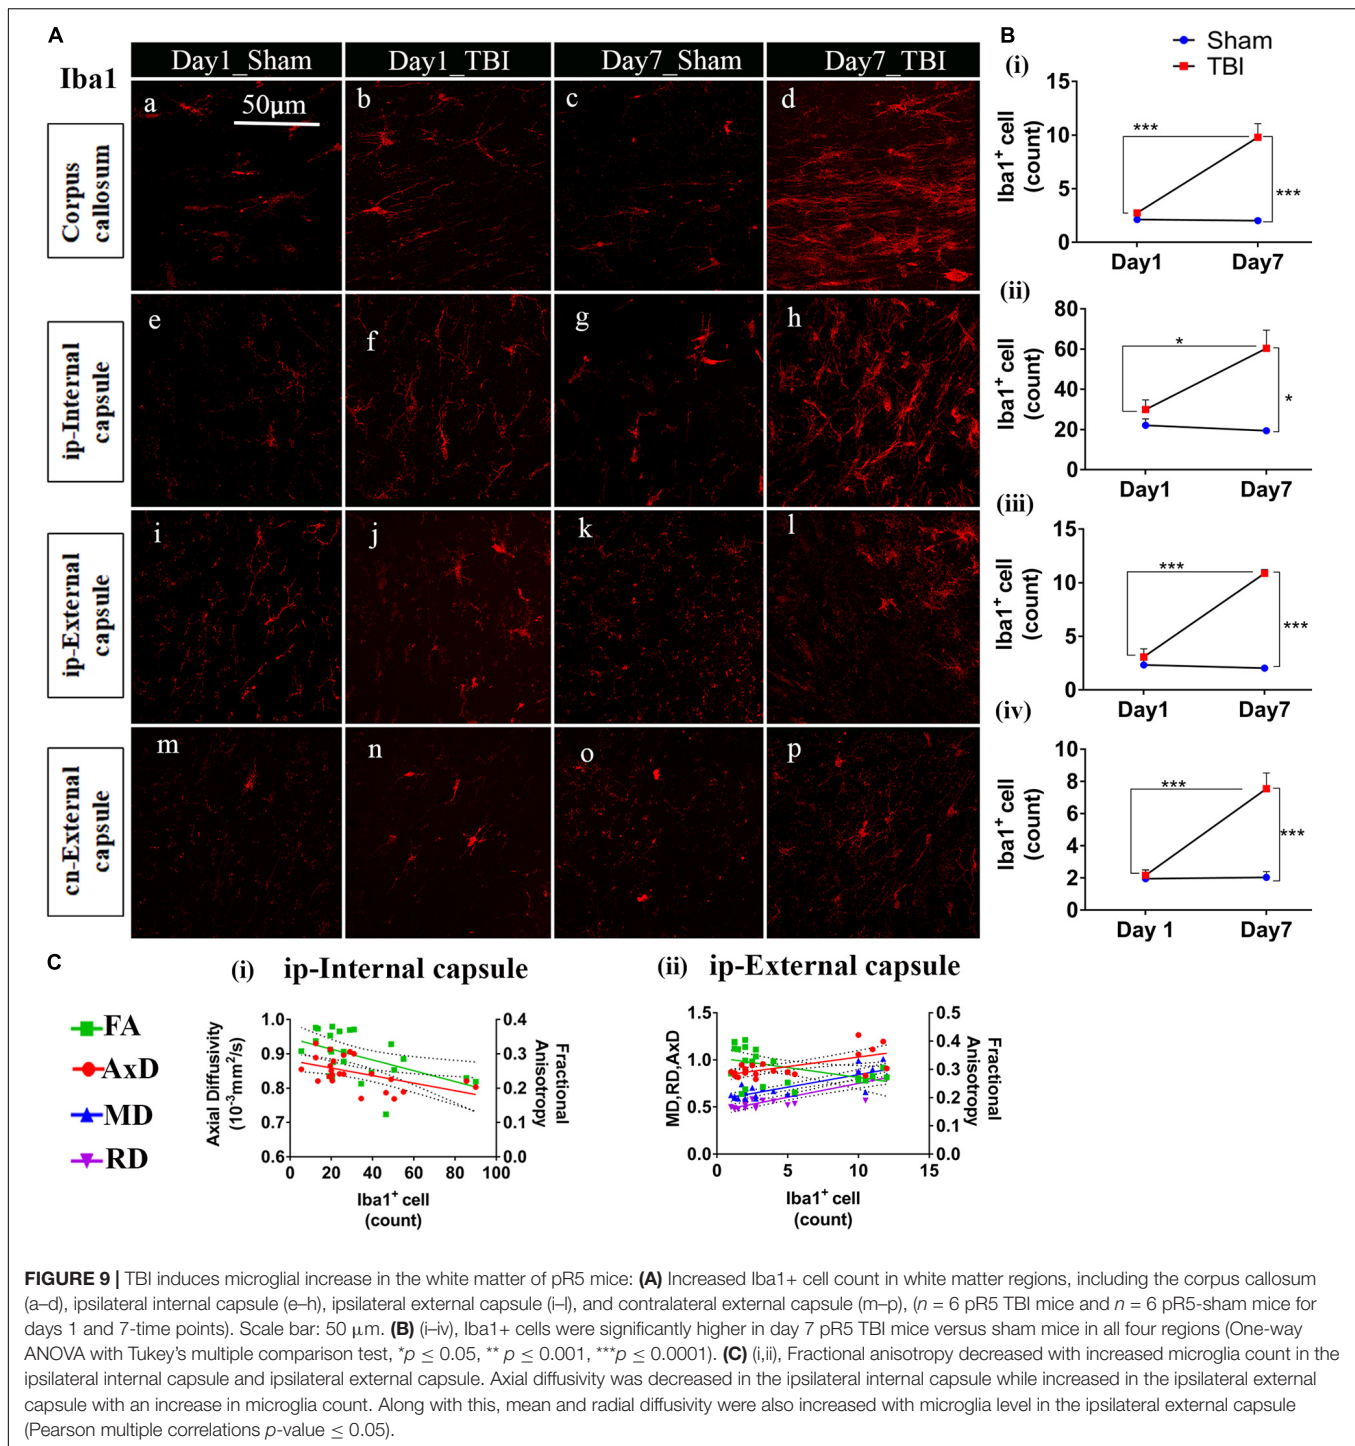 A
B
Iba1
Day1_Sham
Day1_TBI
Day7_Sham
Day7_TBI
Sham
TBI
a
50µm
b
c
d
Corpus
callosum
(i)
Iba1+ cell
(count)
15
10
5
0
***
***
Day1
Day7
e
f
g
h
ip-Internal
capsule
(ii)
Iba1+ cell
(count)
80
60
40
20
0
*
*
Day1
Day7
i
j
k
l
ip-External
capsule
(iii)
Iba1+ cell
(count)
15
10
5
0
***
***
Day1
Day7
m
n
o
p
cn-External
capsule
(iv)
Iba1+ cell
(count)
10
8
6
4
2
0
***
***
Day 1
Day7
C
FA
AxD
MD
RD
(i) ip-Internal capsule
Axial Diffusivity
(10-3mm2/s)
1.0
0.9
0.8
0.7
0.6
0.4
0.3
0.2
0.1
0.0
Fractional
Anisotropy
0 20 40 60 80 100
Iba1+ cell
(count)
(ii) ip-External capsule
MD,RD,AxD
1.5
1.0
0.5
0.0
0.5
0.4
0.3
0.2
0.1
0.0
Fractional
Anisotropy
0 5 10 15
Iba1+ cell
(count)
FIGURE 9 | TBI induces microglial increase in the white matter of pR5 mice: (A) Increased Iba1+ cell count in white matter regions, including the corpus callosum
(a–d), ipsilateral internal capsule (e–h), ipsilateral external capsule (i–l), and contralateral external capsule (m–p), (n = 6 pR5 TBI mice and n = 6 pR5-sham mice for
days 1 and 7-time points). Scale bar: 50 µm. (B) (i–iv), Iba1+ cells were significantly higher in day 7 pR5 TBI mice versus sham mice in all four regions (One-way
ANOVA with Tukey's multiple comparison test, *p ≤ 0.05, ** p ≤ 0.001, ***p ≤ 0.0001). (C) (i,ii), Fractional anisotropy decreased with increased microglia count in the
ipsilateral internal capsule and ipsilateral external capsule. Axial diffusivity was decreased in the ipsilateral internal capsule while increased in the ipsilateral external
capsule with an increase in microglia count. Along with this, mean and radial diffusivity were also increased with microglia level in the ipsilateral external capsule
(Pearson multiple correlations p-value ≤ 0.05).